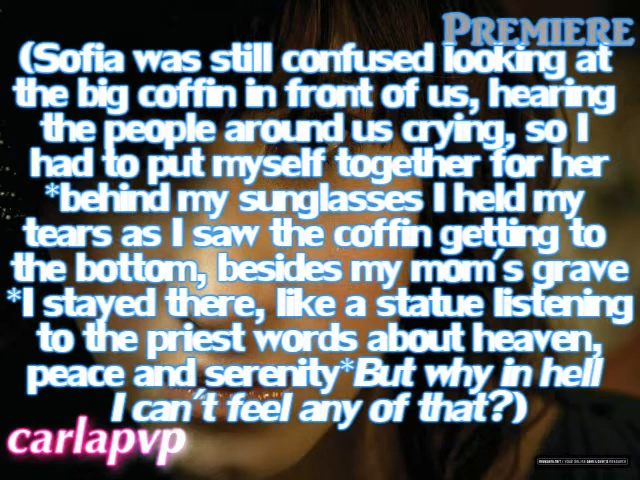 PREMIERE
(Sofia was still confused looking at
the big coffin in front of us, hearing
the people around us crying, so I
had to put myself together for her
*behind my sunglasses I held my
tears as I saw the coffin getting to
the bottom, besides my mom´s grave
*I stayed there, like a statue listening
to the priest words about heaven,
peace and serenity*But why in hell
I can´t feel any of that?)
carlapvp